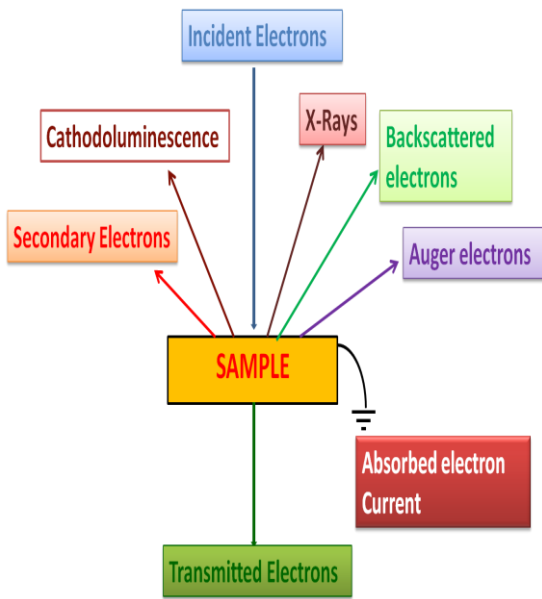 Incident Electrons
X-Rays
Cathodoluminescence
Backscattered
electrons
Secondary Electrons
Auger electrons
SAMPLE
Absorbed electron
Current
Transmitted Electrons